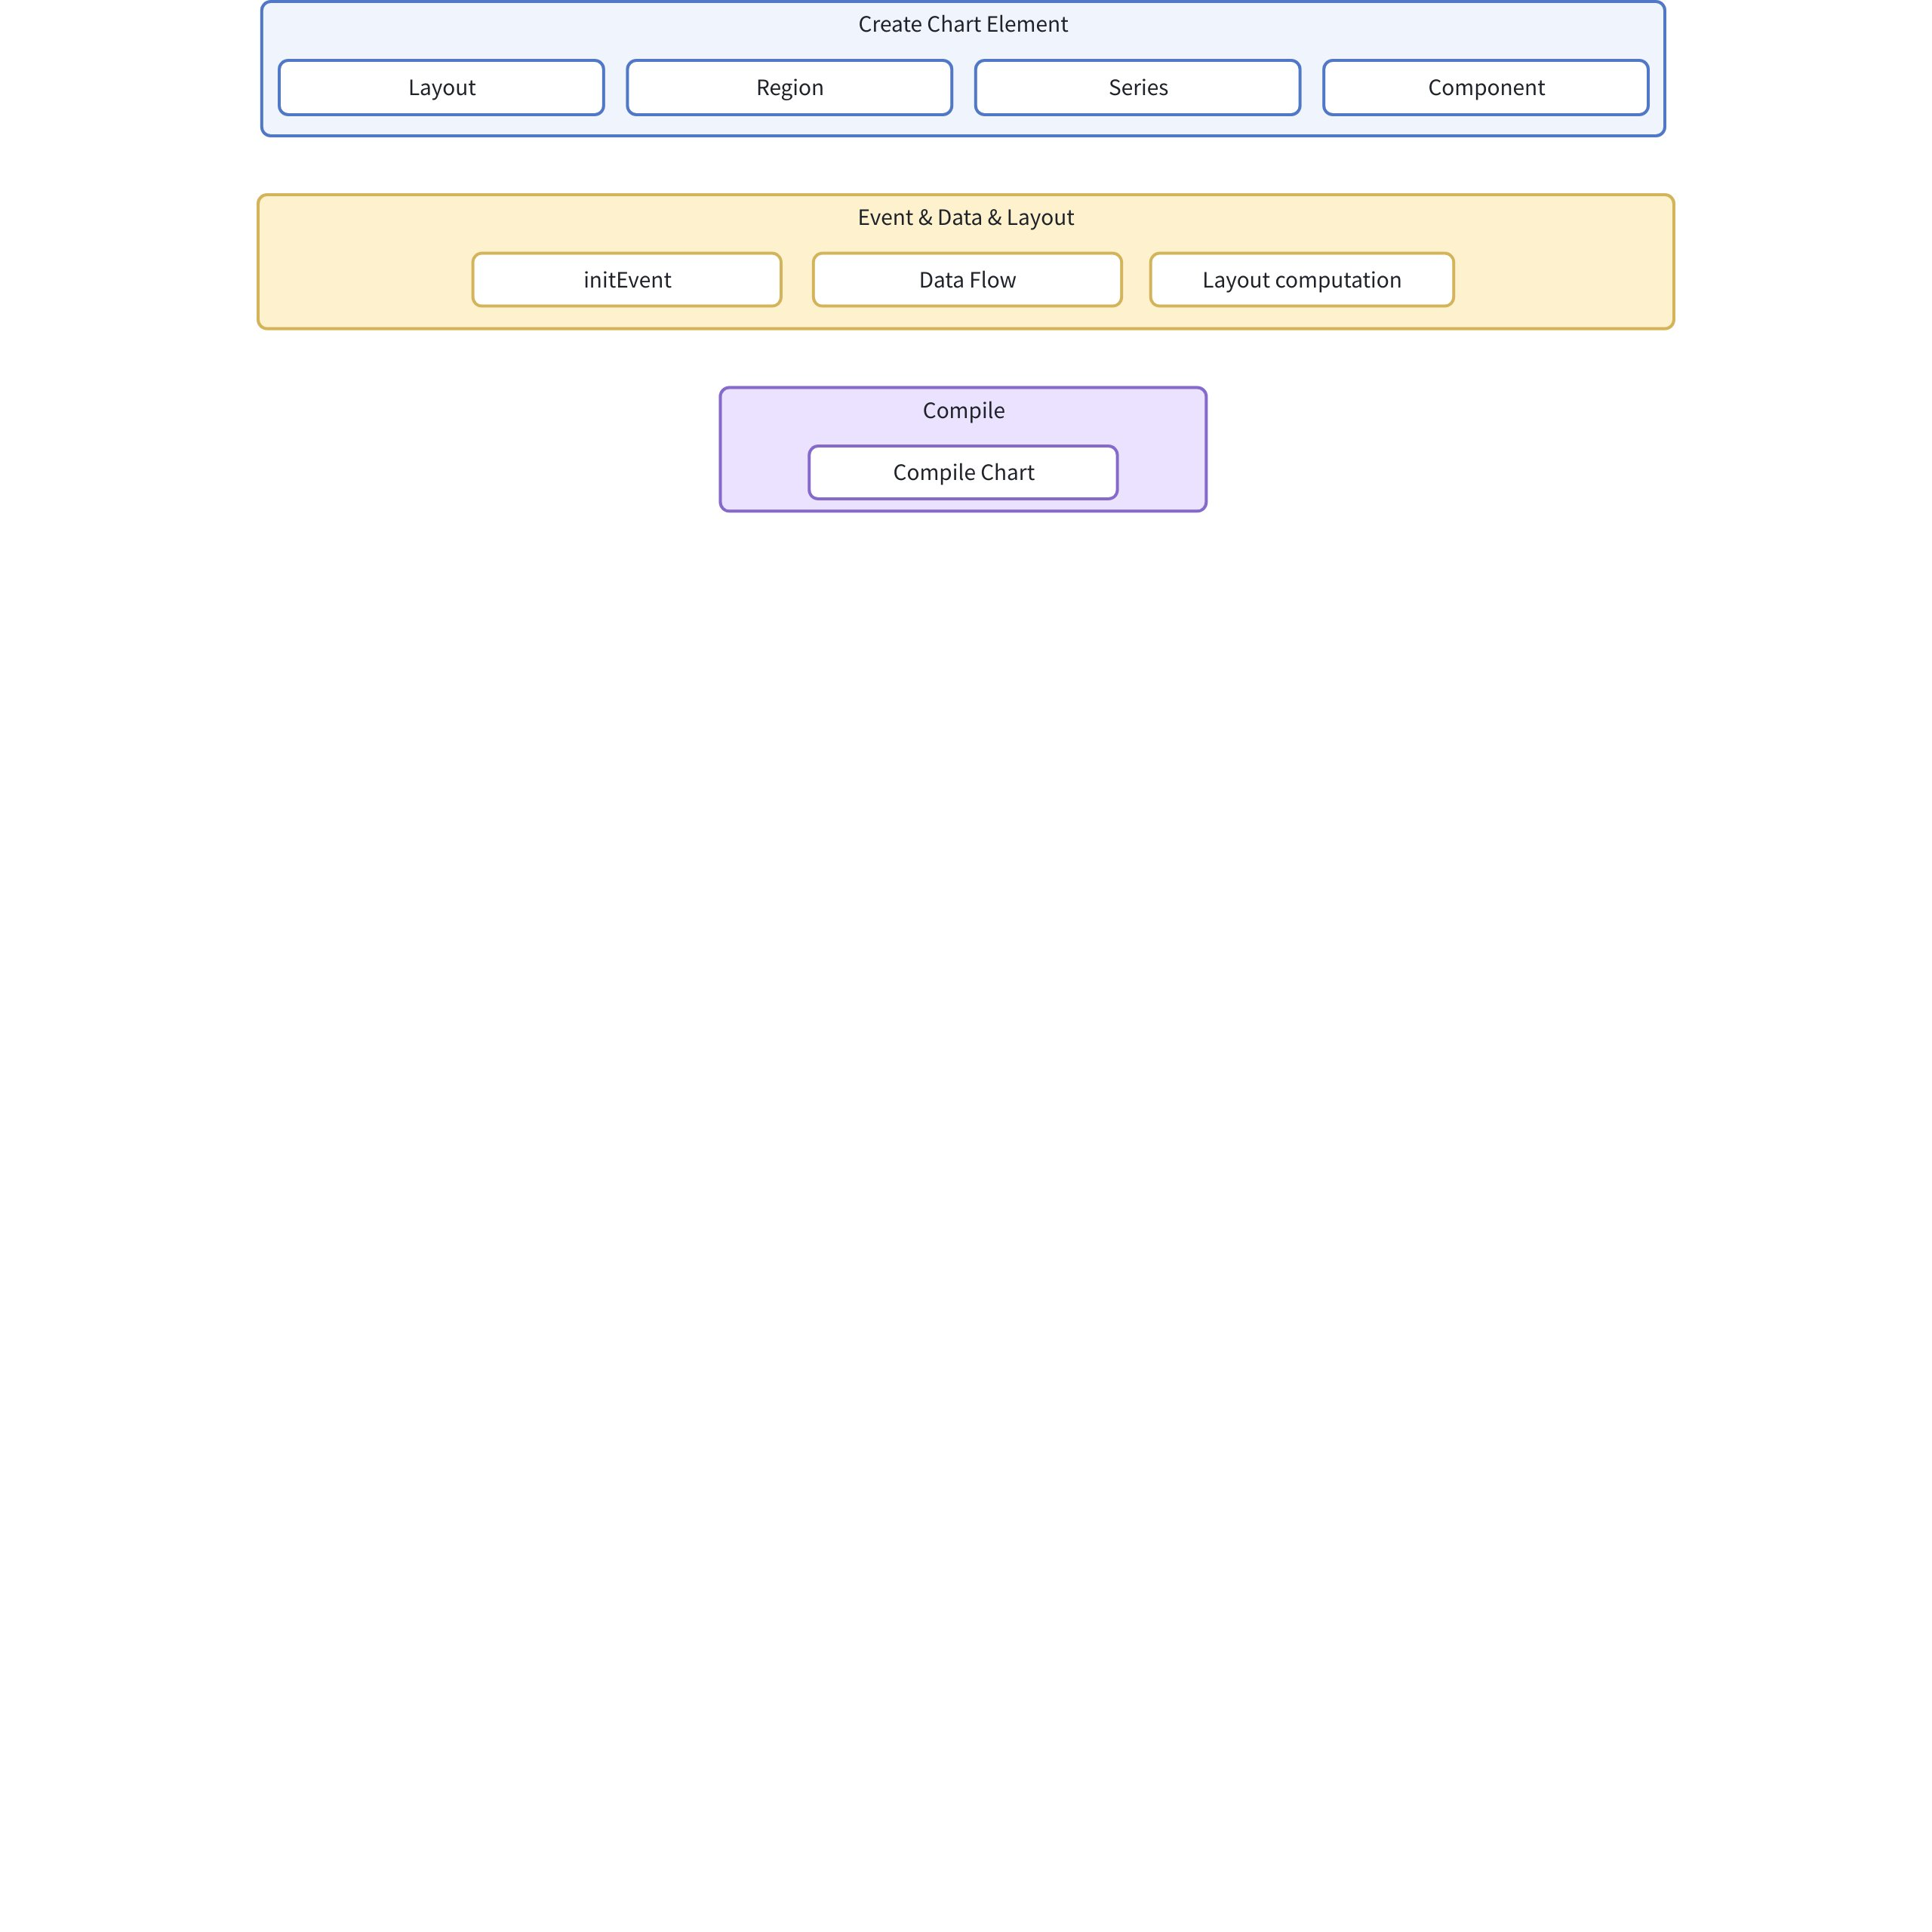 Create Chart Element
Layout
Region
Series
Component
Event & Data & Layout
initEvent
Data Flow
Layout computation
Compile
Compile Chart